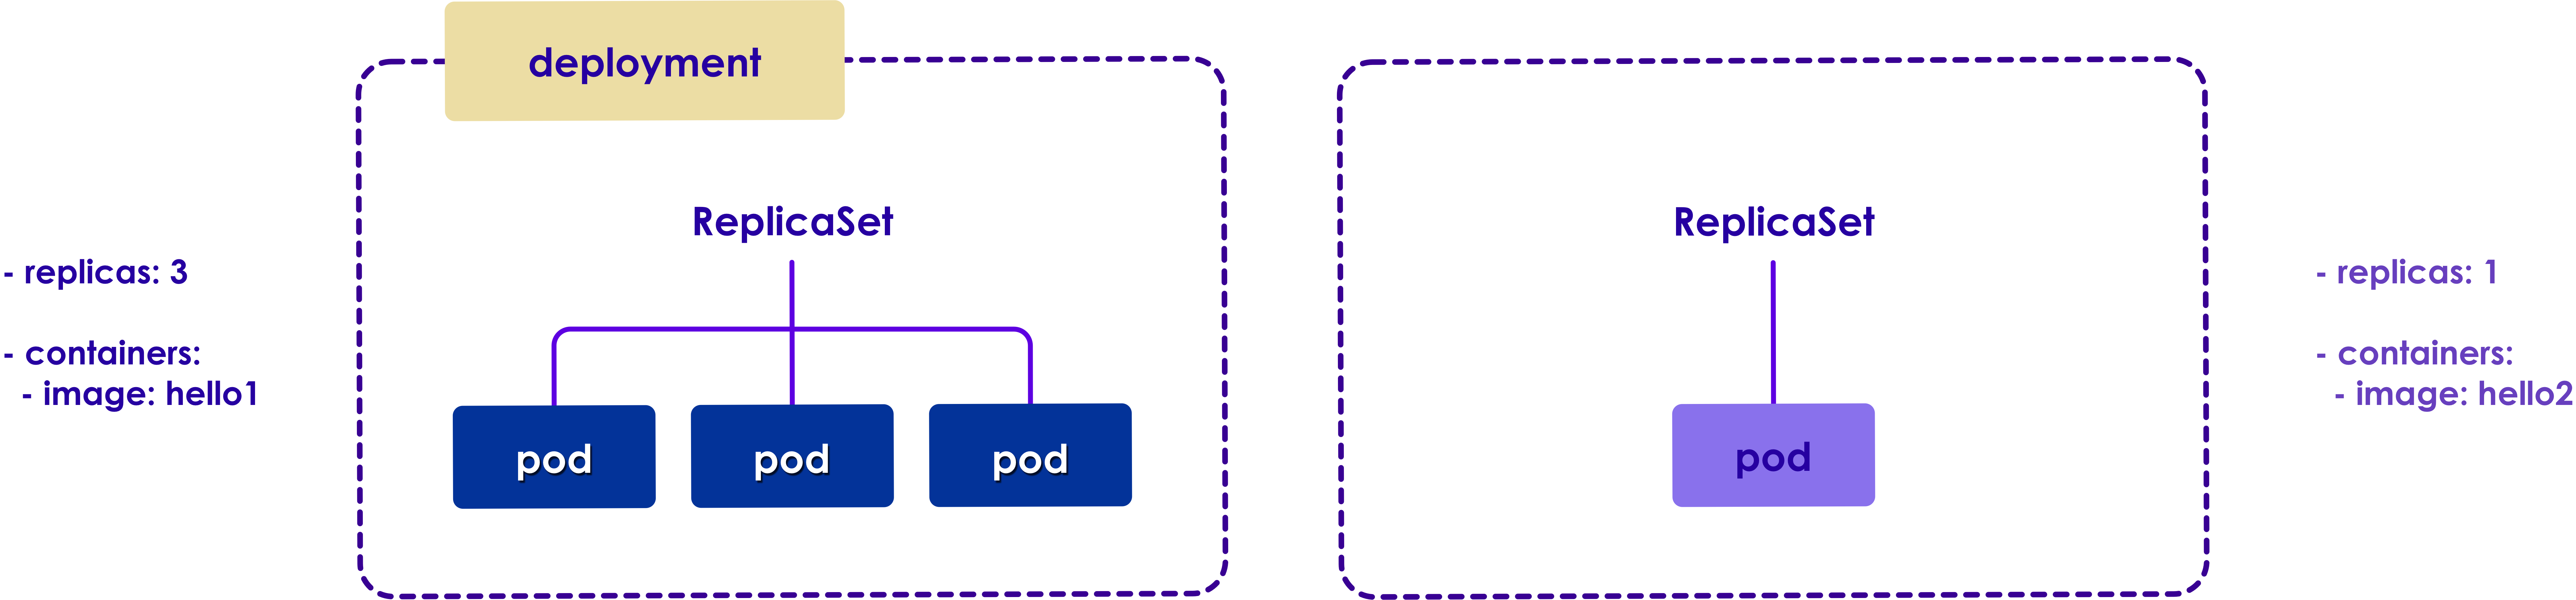 deployment
ReplicaSet
- replicas: 3
- containers:
- image: hello1
pod
pod
pod
ReplicaSet
pod
- replicas: 1
- containers:
- image: hello2